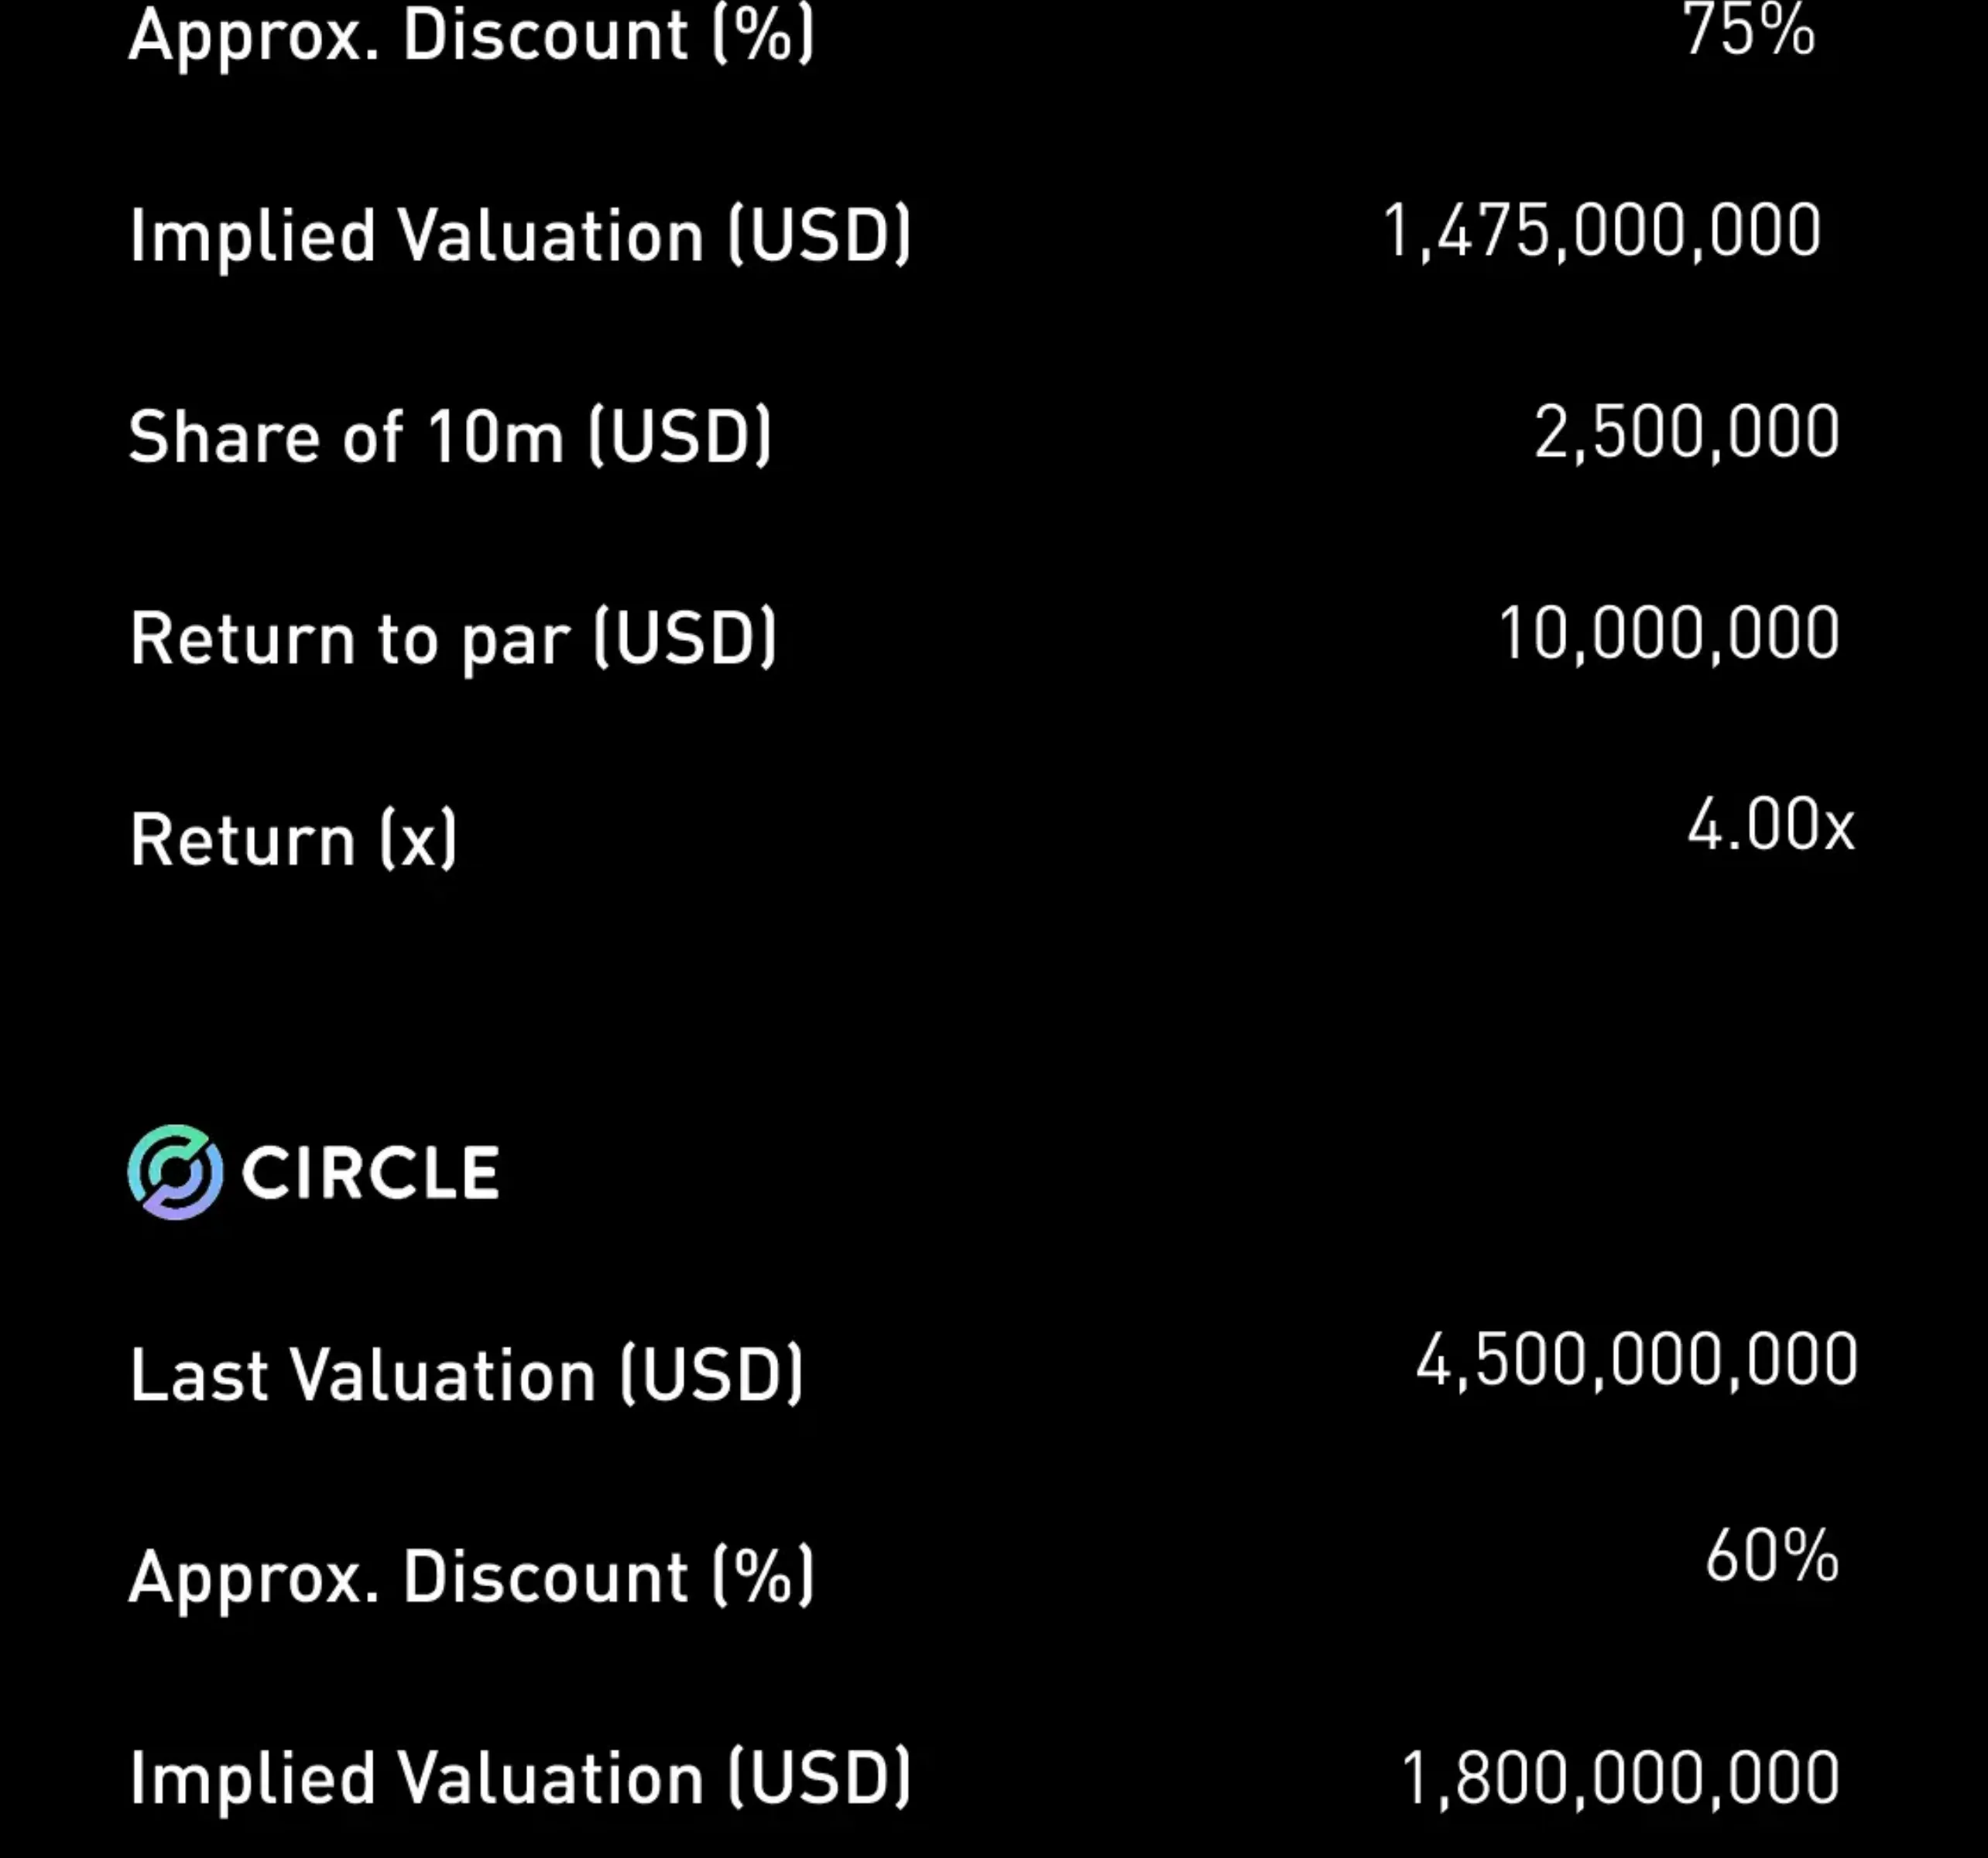 Approx. Discount (%) 75%
Implied Valuation (USD) 1,475,000,000
Share of 10m (USD) 2,500,000
Return to par (USD) 10,000,000
Return (x) 4.00x
CIRCLE
Last Valuation (USD) 4,500,000,000
Approx. Discount (%) 60%
Implied Valuation (USD) 1,800,000,000